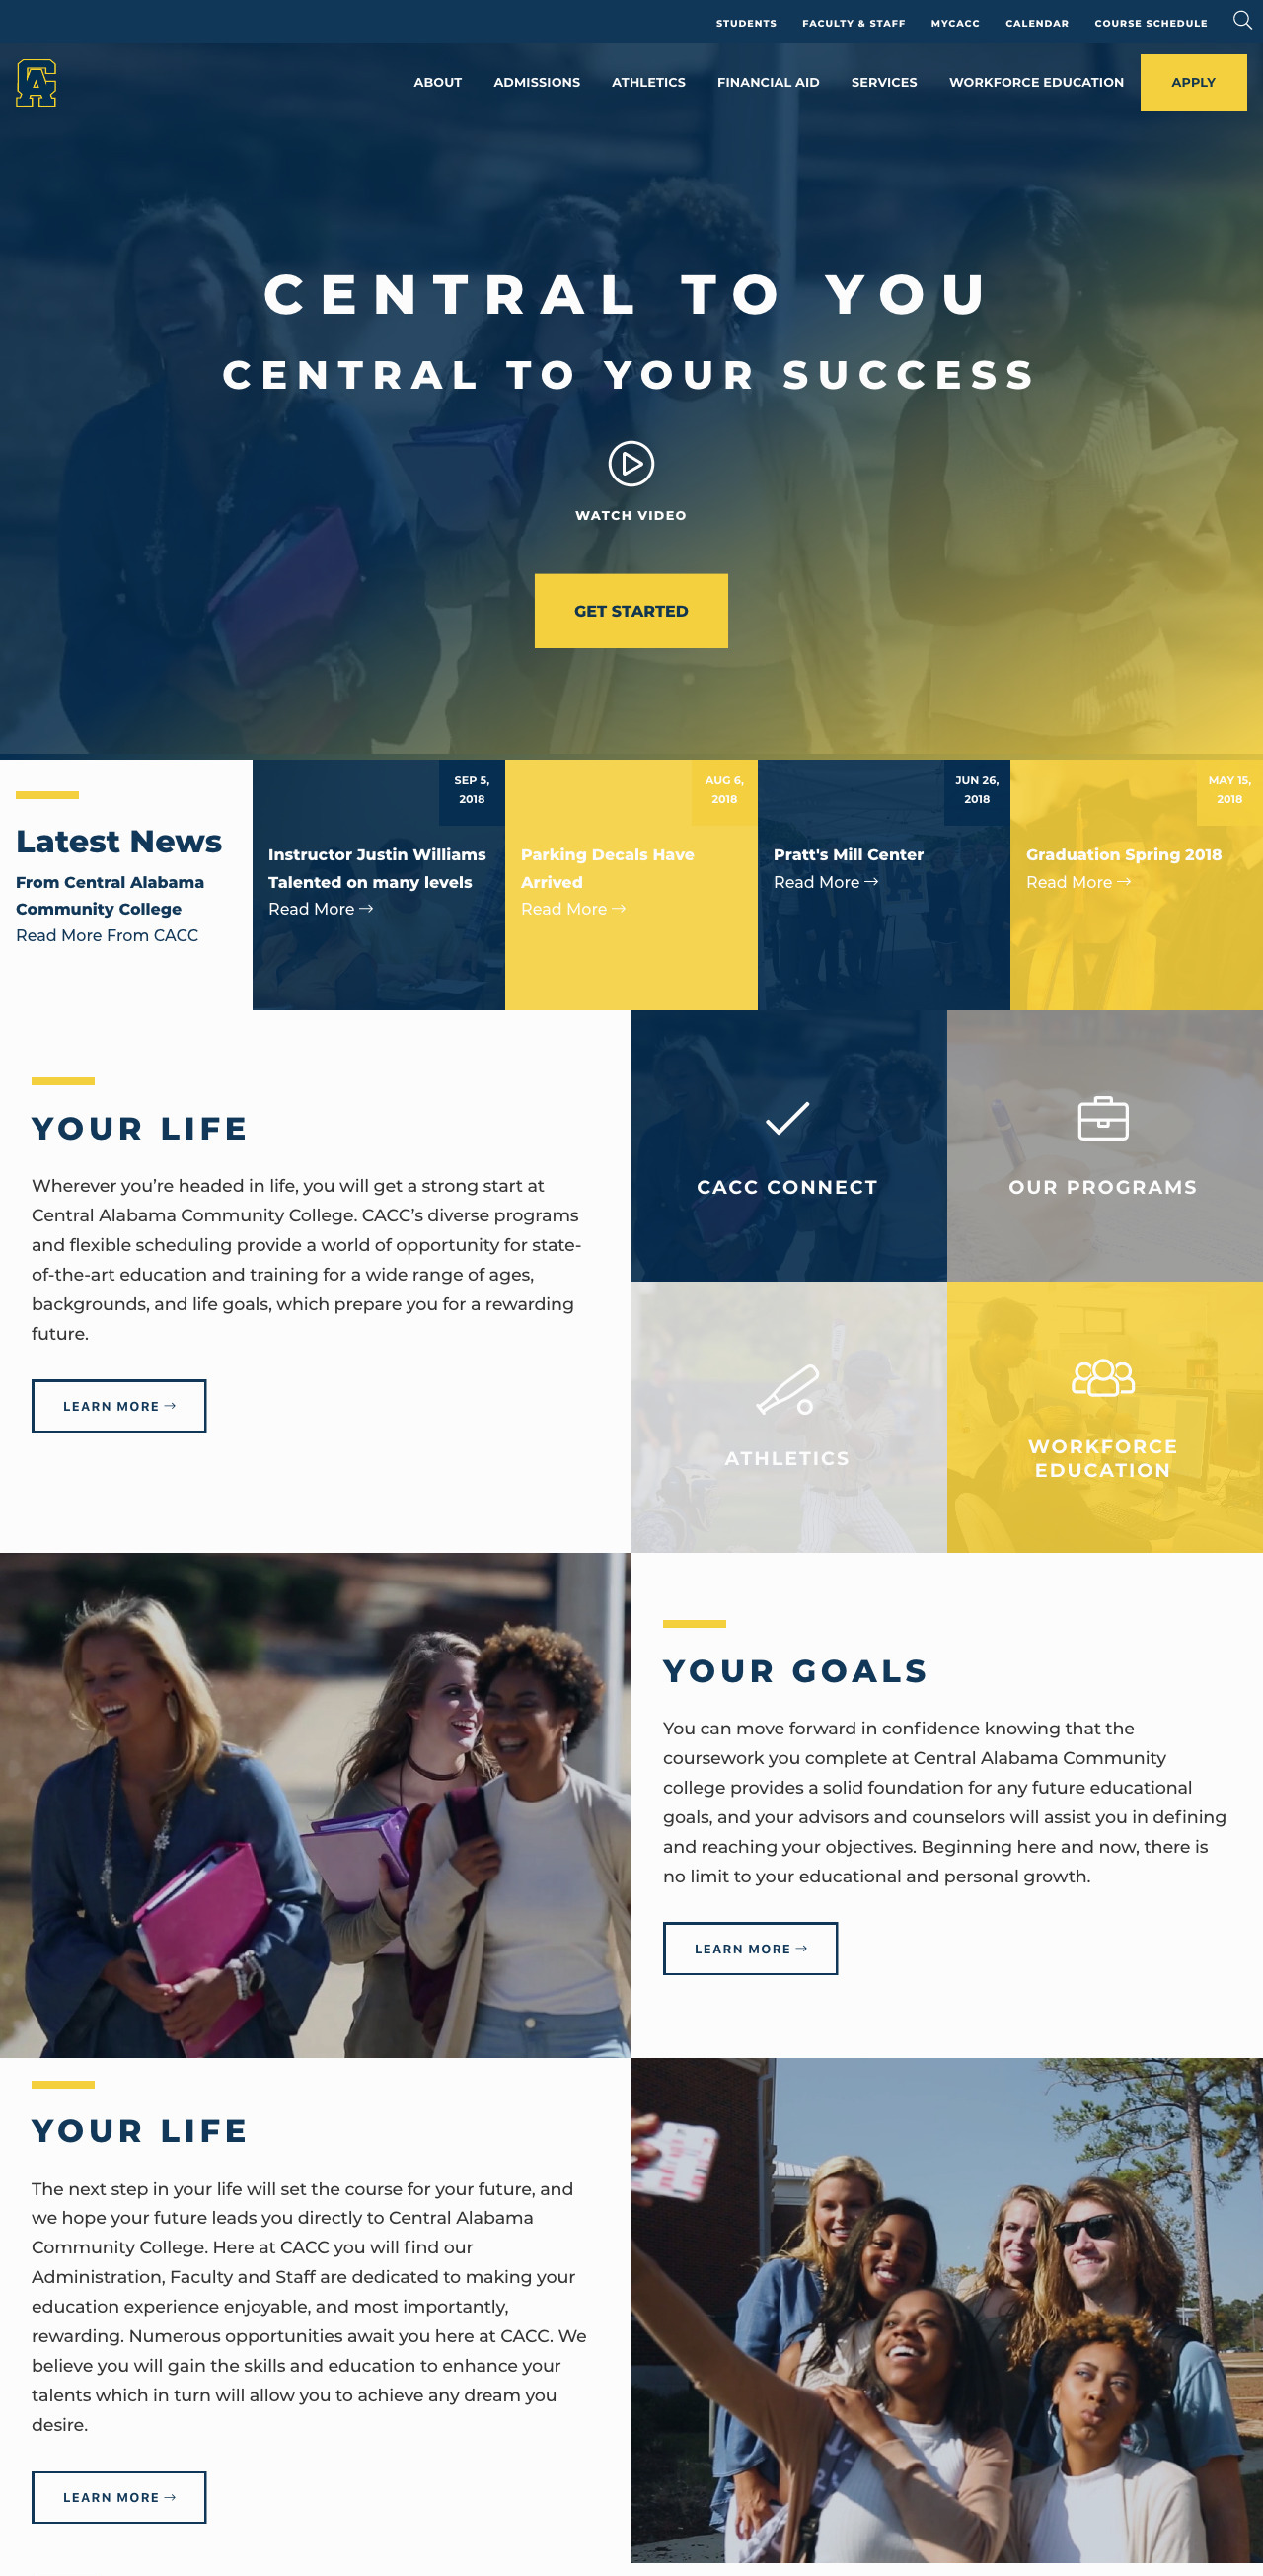 STUDENTS FACULTY & STAFF MYCACC CALENDAR COURSE SCHEDULE
ABOUT ADMISSIONS ATHLETICS FINANCIAL AID SERVICES WORKFORCE EDUCATION APPLY
CENTRAL TO YOU
CENTRAL TO YOUR SUCCESS
WATCH VIDEO
GET STARTED
Latest News
From Central Alabama
Community College
Read More From CACC
SEP 5,
2018
Instructor Justin Williams
Talented on many levels
Read More →
AUG 6,
2018
Parking Decals Have
Arrived
Read More →
JUN 26,
2018
Pratt's Mill Center
Read More →
MAY 15,
2018
Graduation Spring 2018
Read More →
YOUR LIFE
Wherever you’re headed in life, you will get a strong start at
Central Alabama Community College. CACC’s diverse programs
and flexible scheduling provide a world of opportunity for state-
of-the-art education and training for a wide range of ages,
backgrounds, and life goals, which prepare you for a rewarding
future.
LEARN MORE →
CACC CONNECT
OUR PROGRAMS
ATHLETICS
WORKFORCE
EDUCATION
YOUR GOALS
You can move forward in confidence knowing that the
coursework you complete at Central Alabama Community
college provides a solid foundation for any future educational
goals, and your advisors and counselors will assist you in defining
and reaching your objectives. Beginning here and now, there is
no limit to your educational and personal growth.
LEARN MORE →
YOUR LIFE
The next step in your life will set the course for your future, and
we hope your future leads you directly to Central Alabama
Community College. Here at CACC you will find our
Administration, Faculty and Staff are dedicated to making your
education experience enjoyable, and most importantly,
rewarding. Numerous opportunities await you here at CACC. We
believe you will gain the skills and education to enhance your
talents which in turn will allow you to achieve any dream you
desire.
LEARN MORE →